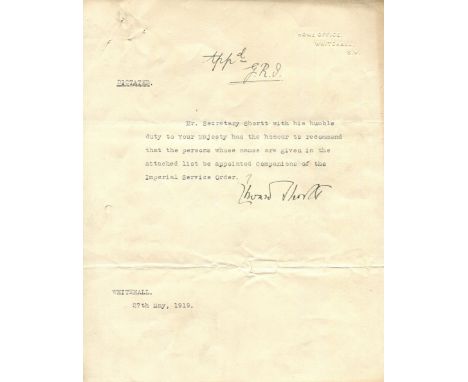 HOME OFFICE,
WHITEHALL.
S.W.
Appd
G.R.I.
DICTATED.
Mr. Secretary Shortt with his humble
duty to your Majesty has the honour to recommend
that the persons whose names are given in the
attached list be appointed Companions of the
Imperial Service Order.
Edward Shortt
WHITEHALL.
27th May, 1919.